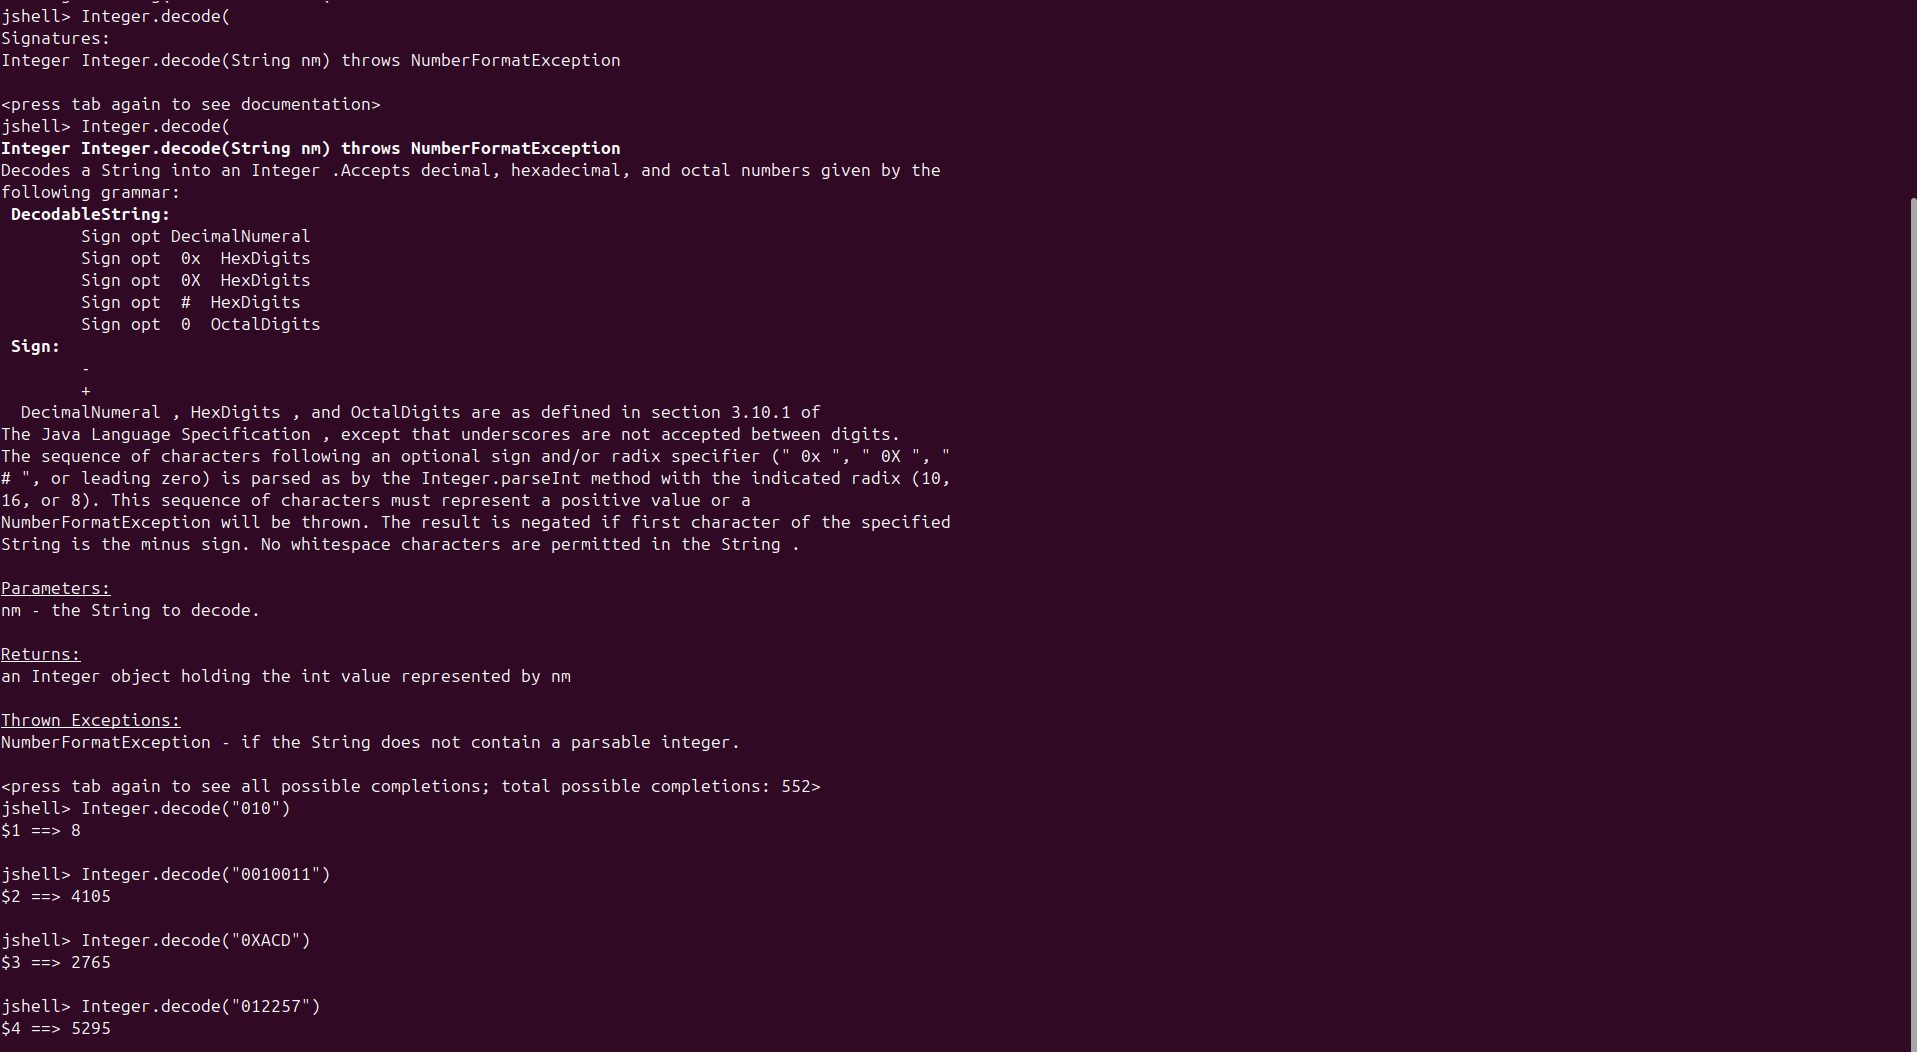 jshell> Integer.decode(
Signatures:
Integer Integer.decode(String nm) throws NumberFormatException
<press tab again to see documentation>
jshell> Integer.decode(
Integer Integer.decode(String nm) throws NumberFormatException
Decodes a String into an Integer .Accepts decimal, hexadecimal, and octal numbers given by the
following grammar:
DecodableString:
Sign opt DecimalNumeral
Sign opt  0x  HexDigits
Sign opt  0X  HexDigits
Sign opt  #  HexDigits
Sign opt  0  OctalDigits
Sign:
-
+
DecimalNumeral , HexDigits , and OctalDigits are as defined in section 3.10.1 of
The Java Language Specification , except that underscores are not accepted between digits.
The sequence of characters following an optional sign and/or radix specifier (" 0x ", " 0X ", "
# ", or leading zero) is parsed as by the Integer.parseInt method with the indicated radix (10,
16, or 8). This sequence of characters must represent a positive value or a
NumberFormatException will be thrown. The result is negated if first character of the specified
String is the minus sign. No whitespace characters are permitted in the String .
Parameters:
nm - the String to decode.
Returns:
an Integer object holding the int value represented by nm
Thrown Exceptions:
NumberFormatException - if the String does not contain a parsable integer.
<press tab again to see all possible completions; total possible completions: 552>
jshell> Integer.decode("010")
$1 ==> 8
jshell> Integer.decode("0010011")
$2 ==> 4105
jshell> Integer.decode("0XACD")
$3 ==> 2765
jshell> Integer.decode("012257")
$4 ==> 5295